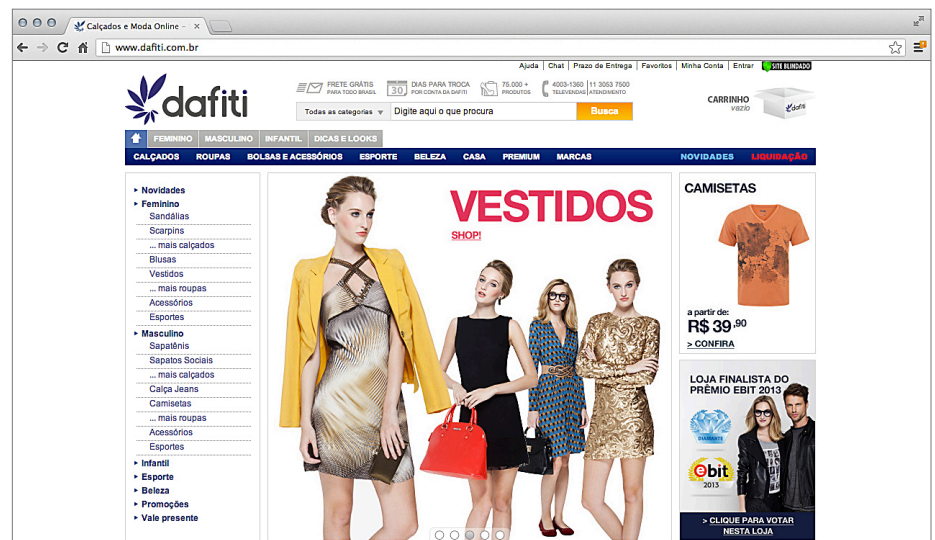 Calçados e Moda Online –
www.dafiti.com.br
Ajuda | Chat | Prazo de Entrega | Favoritos | Minha Conta | Entrar SITE BLINDADO
dafiti
FRETE GRÁTIS
PARA TODO BRASIL
30
DIAS PARA TROCA
POR CONTA DA DAFITI
75.000 +
PRODUTOS
4003-1360 | 11 3053 7500
TELEVENDAS | ATENDIMENTO
Todas as categorias
Digite aqui o que procura
Busca
CARRINHO
vazio
dafiti
FEMININO MASCULINO INFANTIL DICAS E LOOKS
CALÇADOS ROUPAS BOLSAS E ACESSÓRIOS ESPORTE BELEZA CASA PREMIUM MARCAS NOVIDADES LIQUIDAÇÃO
Novidades
Feminino
Sandálias
Scarpins
... mais calçados
Blusas
Vestidos
... mais roupas
Acessórios
Esportes
Masculino
Sapatênis
Sapatos Sociais
... mais calçados
Calça Jeans
Camisetas
... mais roupas
Acessórios
Esportes
Infantil
Esporte
Beleza
Promoções
Vale presente
VESTIDOS
SHOP!
CAMISETAS
a partir de:
R$ 39,90
> CONFIRA
LOJA FINALISTA DO
PRÊMIO EBIT 2013
DIAMANTE
ebit
2013
> CLIQUE PARA VOTAR
NESTA LOJA